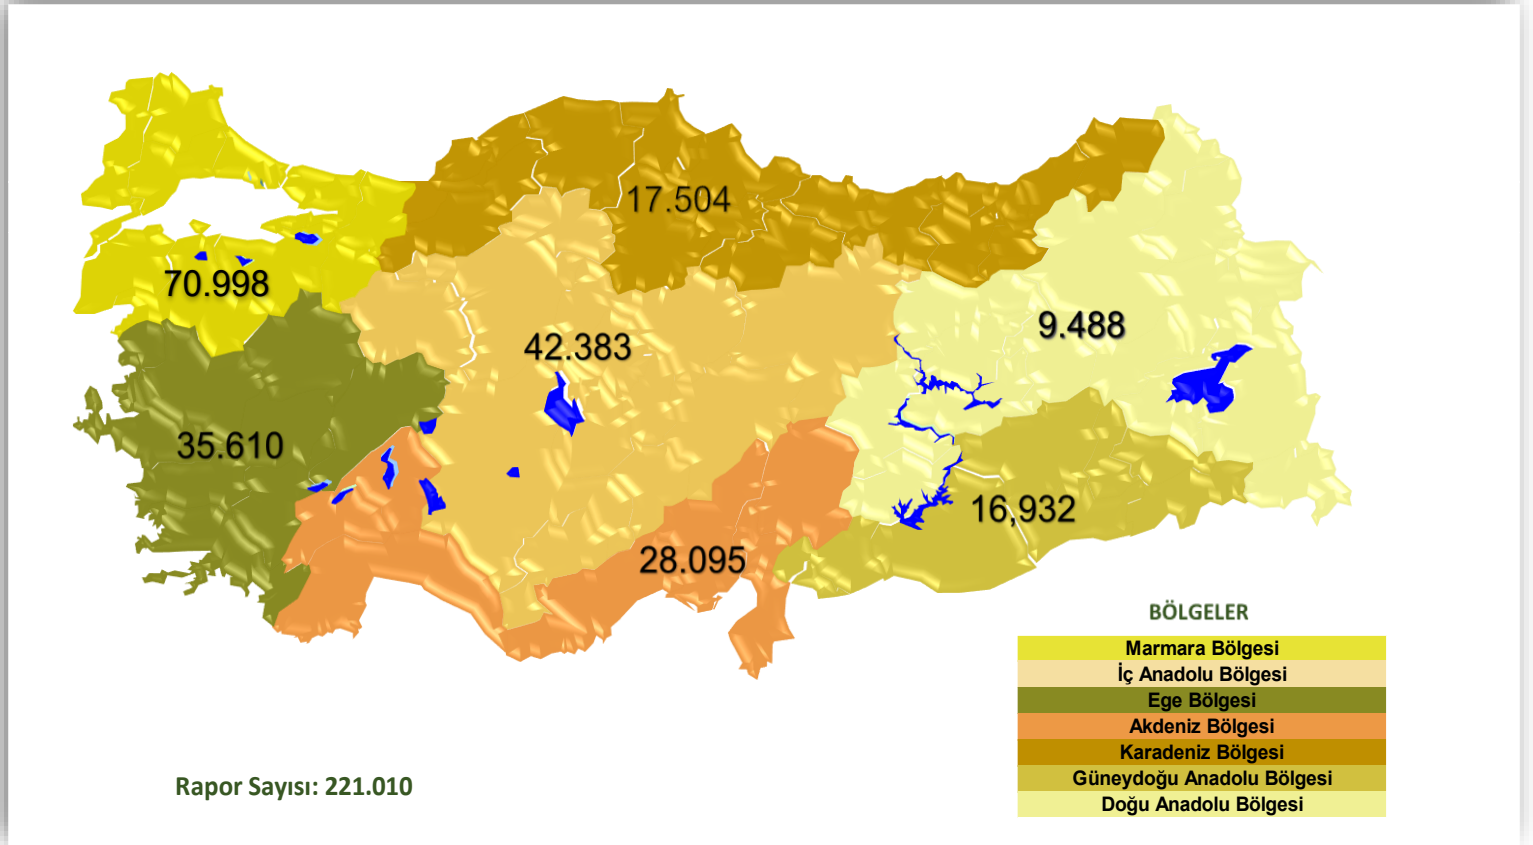 17.504
70.998
9.488
42.383
35.610
16,932
28.095
BÖLGELER
Marmara Bölgesi
İç Anadolu Bölgesi
Ege Bölgesi
Akdeniz Bölgesi
Karadeniz Bölgesi
Güneydoğu Anadolu Bölgesi
Doğu Anadolu Bölgesi
Rapor Sayısı: 221.010